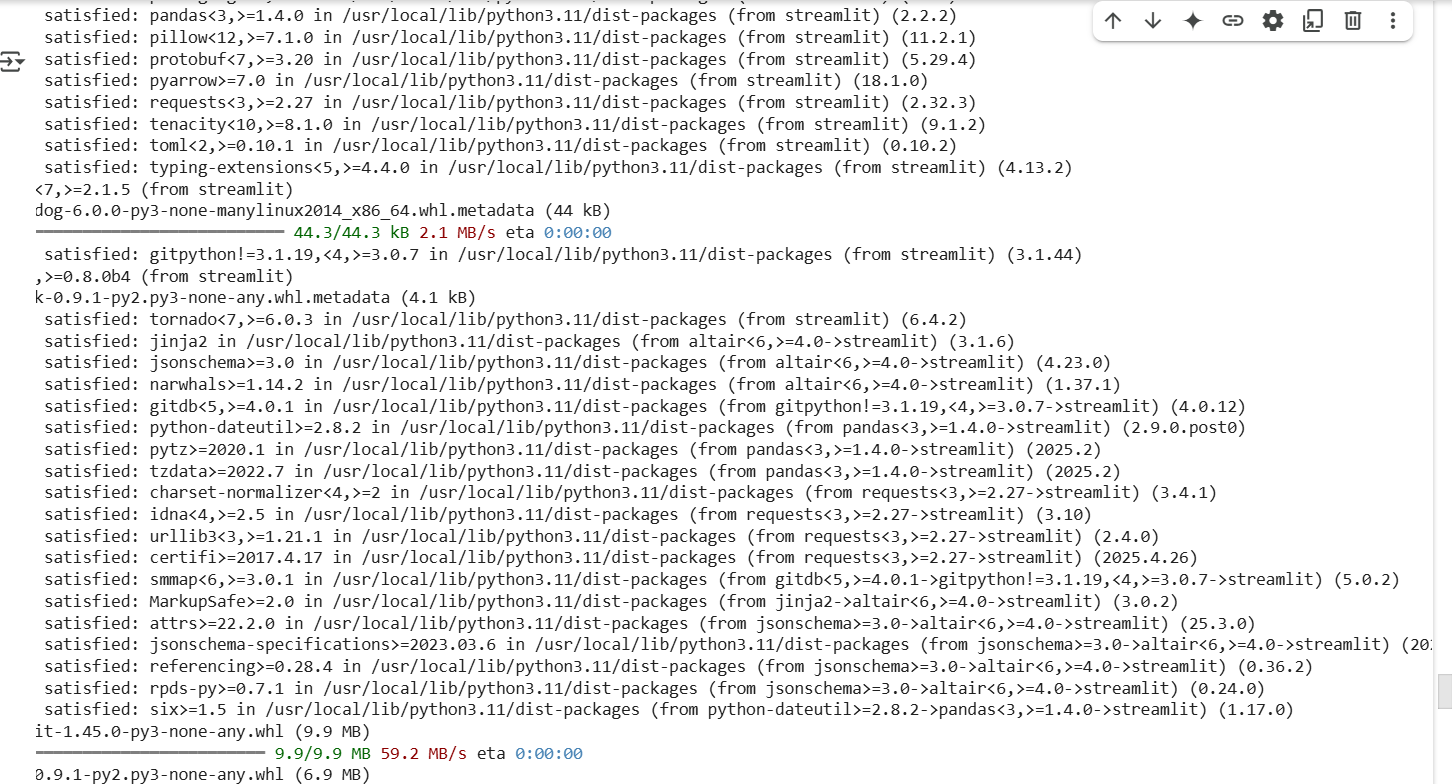 satisfied: pandas<3,>=1.4.0 in /usr/local/lib/python3.11/dist-packages (from streamlit) (2.2.2)
satisfied: pillow<12,>=7.1.0 in /usr/local/lib/python3.11/dist-packages (from streamlit) (11.2.1)
satisfied: protobuf<7,>=3.20 in /usr/local/lib/python3.11/dist-packages (from streamlit) (5.29.4)
satisfied: pyarrow>=7.0 in /usr/local/lib/python3.11/dist-packages (from streamlit) (18.1.0)
satisfied: requests<3,>=2.27 in /usr/local/lib/python3.11/dist-packages (from streamlit) (2.32.3)
satisfied: tenacity<10,>=8.1.0 in /usr/local/lib/python3.11/dist-packages (from streamlit) (9.1.2)
satisfied: toml<2,>=0.10.1 in /usr/local/lib/python3.11/dist-packages (from streamlit) (0.10.2)
satisfied: typing-extensions<5,>=4.4.0 in /usr/local/lib/python3.11/dist-packages (from streamlit) (4.13.2)
<7,>=2.1.5 (from streamlit)
dog-6.0.0-py3-none-manylinux2014_x86_64.whl.metadata (44 kB)
44.3/44.3 kB 2.1 MB/s eta 0:00:00
satisfied: gitpython!=3.1.19,<4,>=3.0.7 in /usr/local/lib/python3.11/dist-packages (from streamlit) (3.1.44)
,>=0.8.0b4 (from streamlit)
k-0.9.1-py2.py3-none-any.whl.metadata (4.1 kB)
satisfied: tornado<7,>=6.0.3 in /usr/local/lib/python3.11/dist-packages (from streamlit) (6.4.2)
satisfied: jinja2 in /usr/local/lib/python3.11/dist-packages (from altair<6,>=4.0->streamlit) (3.1.6)
satisfied: jsonschema>=3.0 in /usr/local/lib/python3.11/dist-packages (from altair<6,>=4.0->streamlit) (4.23.0)
satisfied: narwhals>=1.14.2 in /usr/local/lib/python3.11/dist-packages (from altair<6,>=4.0->streamlit) (1.37.1)
satisfied: gitdb<5,>=4.0.1 in /usr/local/lib/python3.11/dist-packages (from gitpython!=3.1.19,<4,>=3.0.7->streamlit) (4.0.12)
satisfied: python-dateutil>=2.8.2 in /usr/local/lib/python3.11/dist-packages (from pandas<3,>=1.4.0->streamlit) (2.9.0.post0)
satisfied: pytz>=2020.1 in /usr/local/lib/python3.11/dist-packages (from pandas<3,>=1.4.0->streamlit) (2025.2)
satisfied: tzdata>=2022.7 in /usr/local/lib/python3.11/dist-packages (from pandas<3,>=1.4.0->streamlit) (2025.2)
satisfied: charset-normalizer<4,>=2 in /usr/local/lib/python3.11/dist-packages (from requests<3,>=2.27->streamlit) (3.4.1)
satisfied: idna<4,>=2.5 in /usr/local/lib/python3.11/dist-packages (from requests<3,>=2.27->streamlit) (3.10)
satisfied: urllib3<3,>=1.21.1 in /usr/local/lib/python3.11/dist-packages (from requests<3,>=2.27->streamlit) (2.4.0)
satisfied: certifi>=2017.4.17 in /usr/local/lib/python3.11/dist-packages (from requests<3,>=2.27->streamlit) (2025.4.26)
satisfied: smmap<6,>=3.0.1 in /usr/local/lib/python3.11/dist-packages (from gitdb<5,>=4.0.1->gitpython!=3.1.19,<4,>=3.0.7->streamlit) (5.0.2)
satisfied: MarkupSafe>=2.0 in /usr/local/lib/python3.11/dist-packages (from jinja2->altair<6,>=4.0->streamlit) (3.0.2)
satisfied: attrs>=22.2.0 in /usr/local/lib/python3.11/dist-packages (from jsonschema>=3.0->altair<6,>=4.0->streamlit) (25.3.0)
satisfied: jsonschema-specifications>=2023.03.6 in /usr/local/lib/python3.11/dist-packages (from jsonschema>=3.0->altair<6,>=4.0->streamlit) (20
satisfied: referencing>=0.28.4 in /usr/local/lib/python3.11/dist-packages (from jsonschema>=3.0->altair<6,>=4.0->streamlit) (0.36.2)
satisfied: rpds-py>=0.7.1 in /usr/local/lib/python3.11/dist-packages (from jsonschema>=3.0->altair<6,>=4.0->streamlit) (0.24.0)
satisfied: six>=1.5 in /usr/local/lib/python3.11/dist-packages (from python-dateutil>=2.8.2->pandas<3,>=1.4.0->streamlit) (1.17.0)
it-1.45.0-py3-none-any.whl (9.9 MB)
9.9/9.9 MB 59.2 MB/s eta 0:00:00
0.9.1-py2.py3-none-any.whl (6.9 MB)